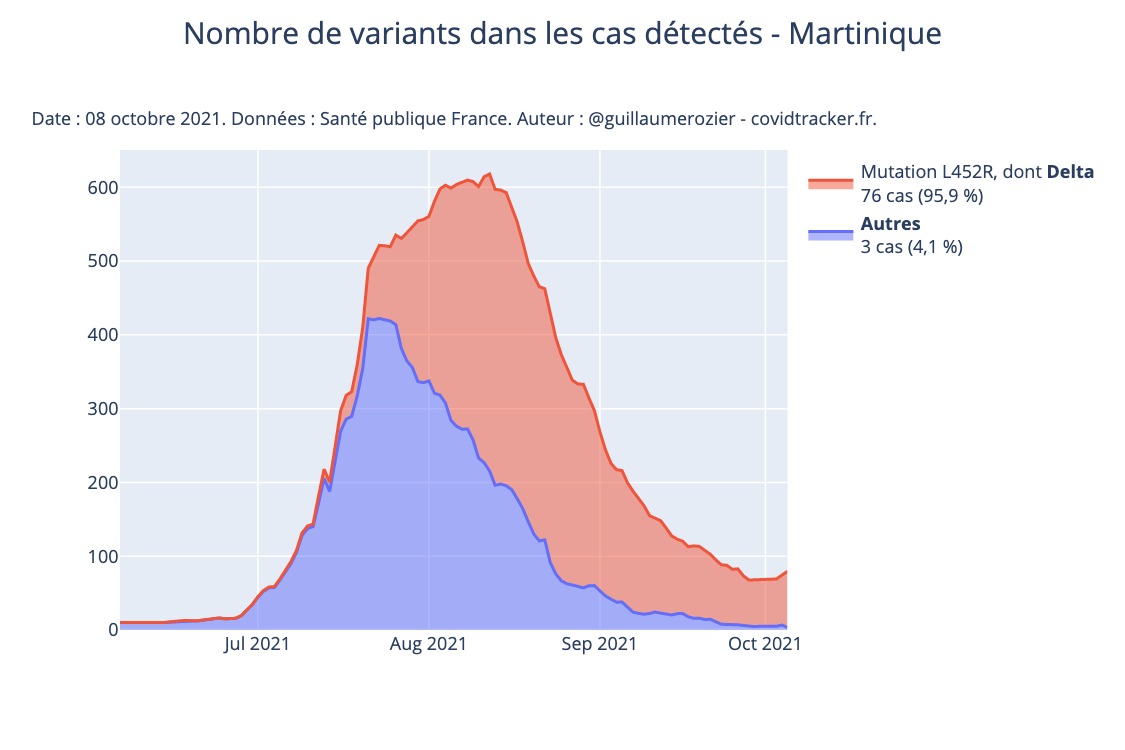 Nombre de variants dans les cas détectés - Martinique
Date : 08 octobre 2021. Données : Santé publique France. Auteur : @guillaumerozier - covidtracker.fr.
Mutation L452R, dont Delta
76 cas (95,9 %)
Autres
3 cas (4,1 %)
600
500
400
300
200
100
0
Jul 2021
Aug 2021
Sep 2021
Oct 2021